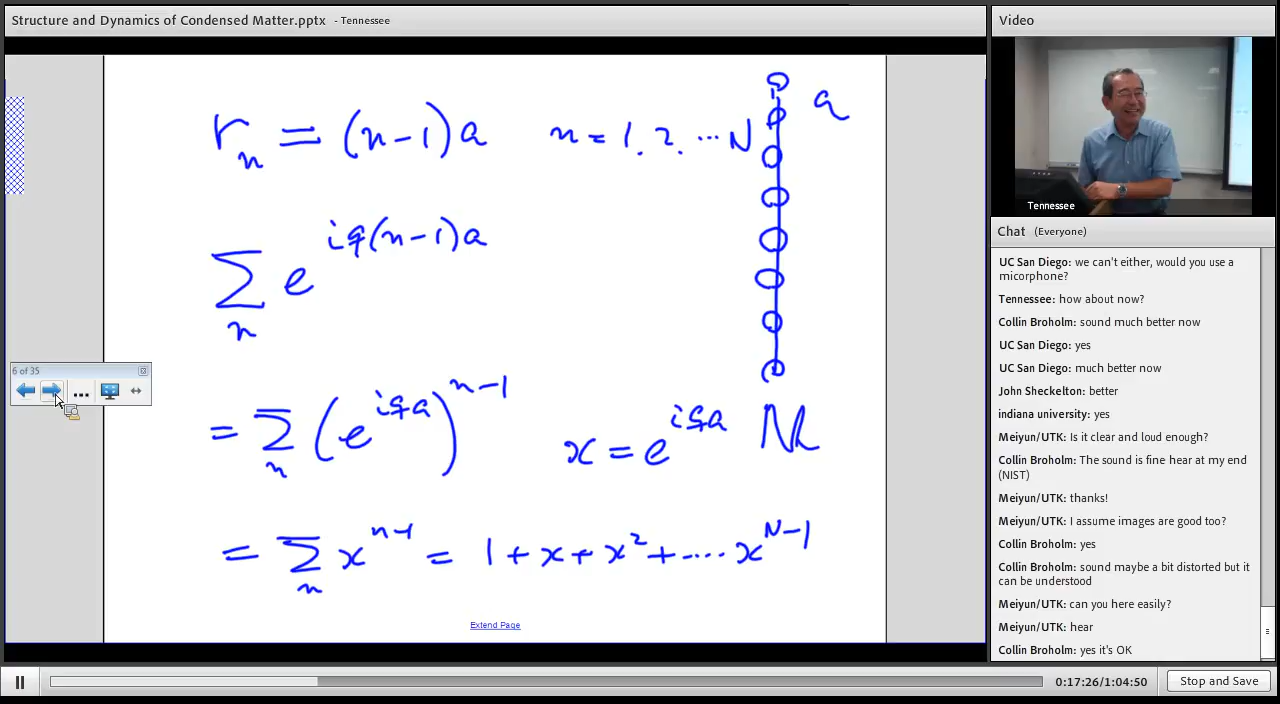 Structure and Dynamics of Condensed Matter.pptx - Tennessee
r_n = (n-1)a n = 1. 2. ... N a
Σ_n e^{iq(n-1)a}
= Σ_n (e^{iqa})^{n-1} x = e^{iqa}
= Σ_n x^{n-1} = 1 + x + x^2 + .... x^{N-1}
Extend Page
6 of 35
...
Video
Tennessee
Chat (Everyone)
UC San Diego: we can't either, would you use a
micorphone?
Tennessee: how about now?
Collin Broholm: sound much better now
UC San Diego: yes
UC San Diego: much better now
John Sheckelton: better
indiana university: yes
Meiyun/UTK: Is it clear and loud enough?
Collin Broholm: The sound is fine hear at my end
(NIST)
Meiyun/UTK: thanks!
Meiyun/UTK: I assume images are good too?
Collin Broholm: yes
Collin Broholm: sound maybe a bit distorted but it
can be understood
Meiyun/UTK: can you here easily?
Meiyun/UTK: hear
Collin Broholm: yes it's OK
0:17:26/1:04:50
Stop and Save